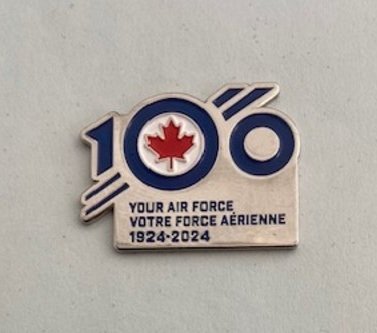 100
YOUR AIR FORCE
VOTRE FORCE AÉRIENNE
1924-2024